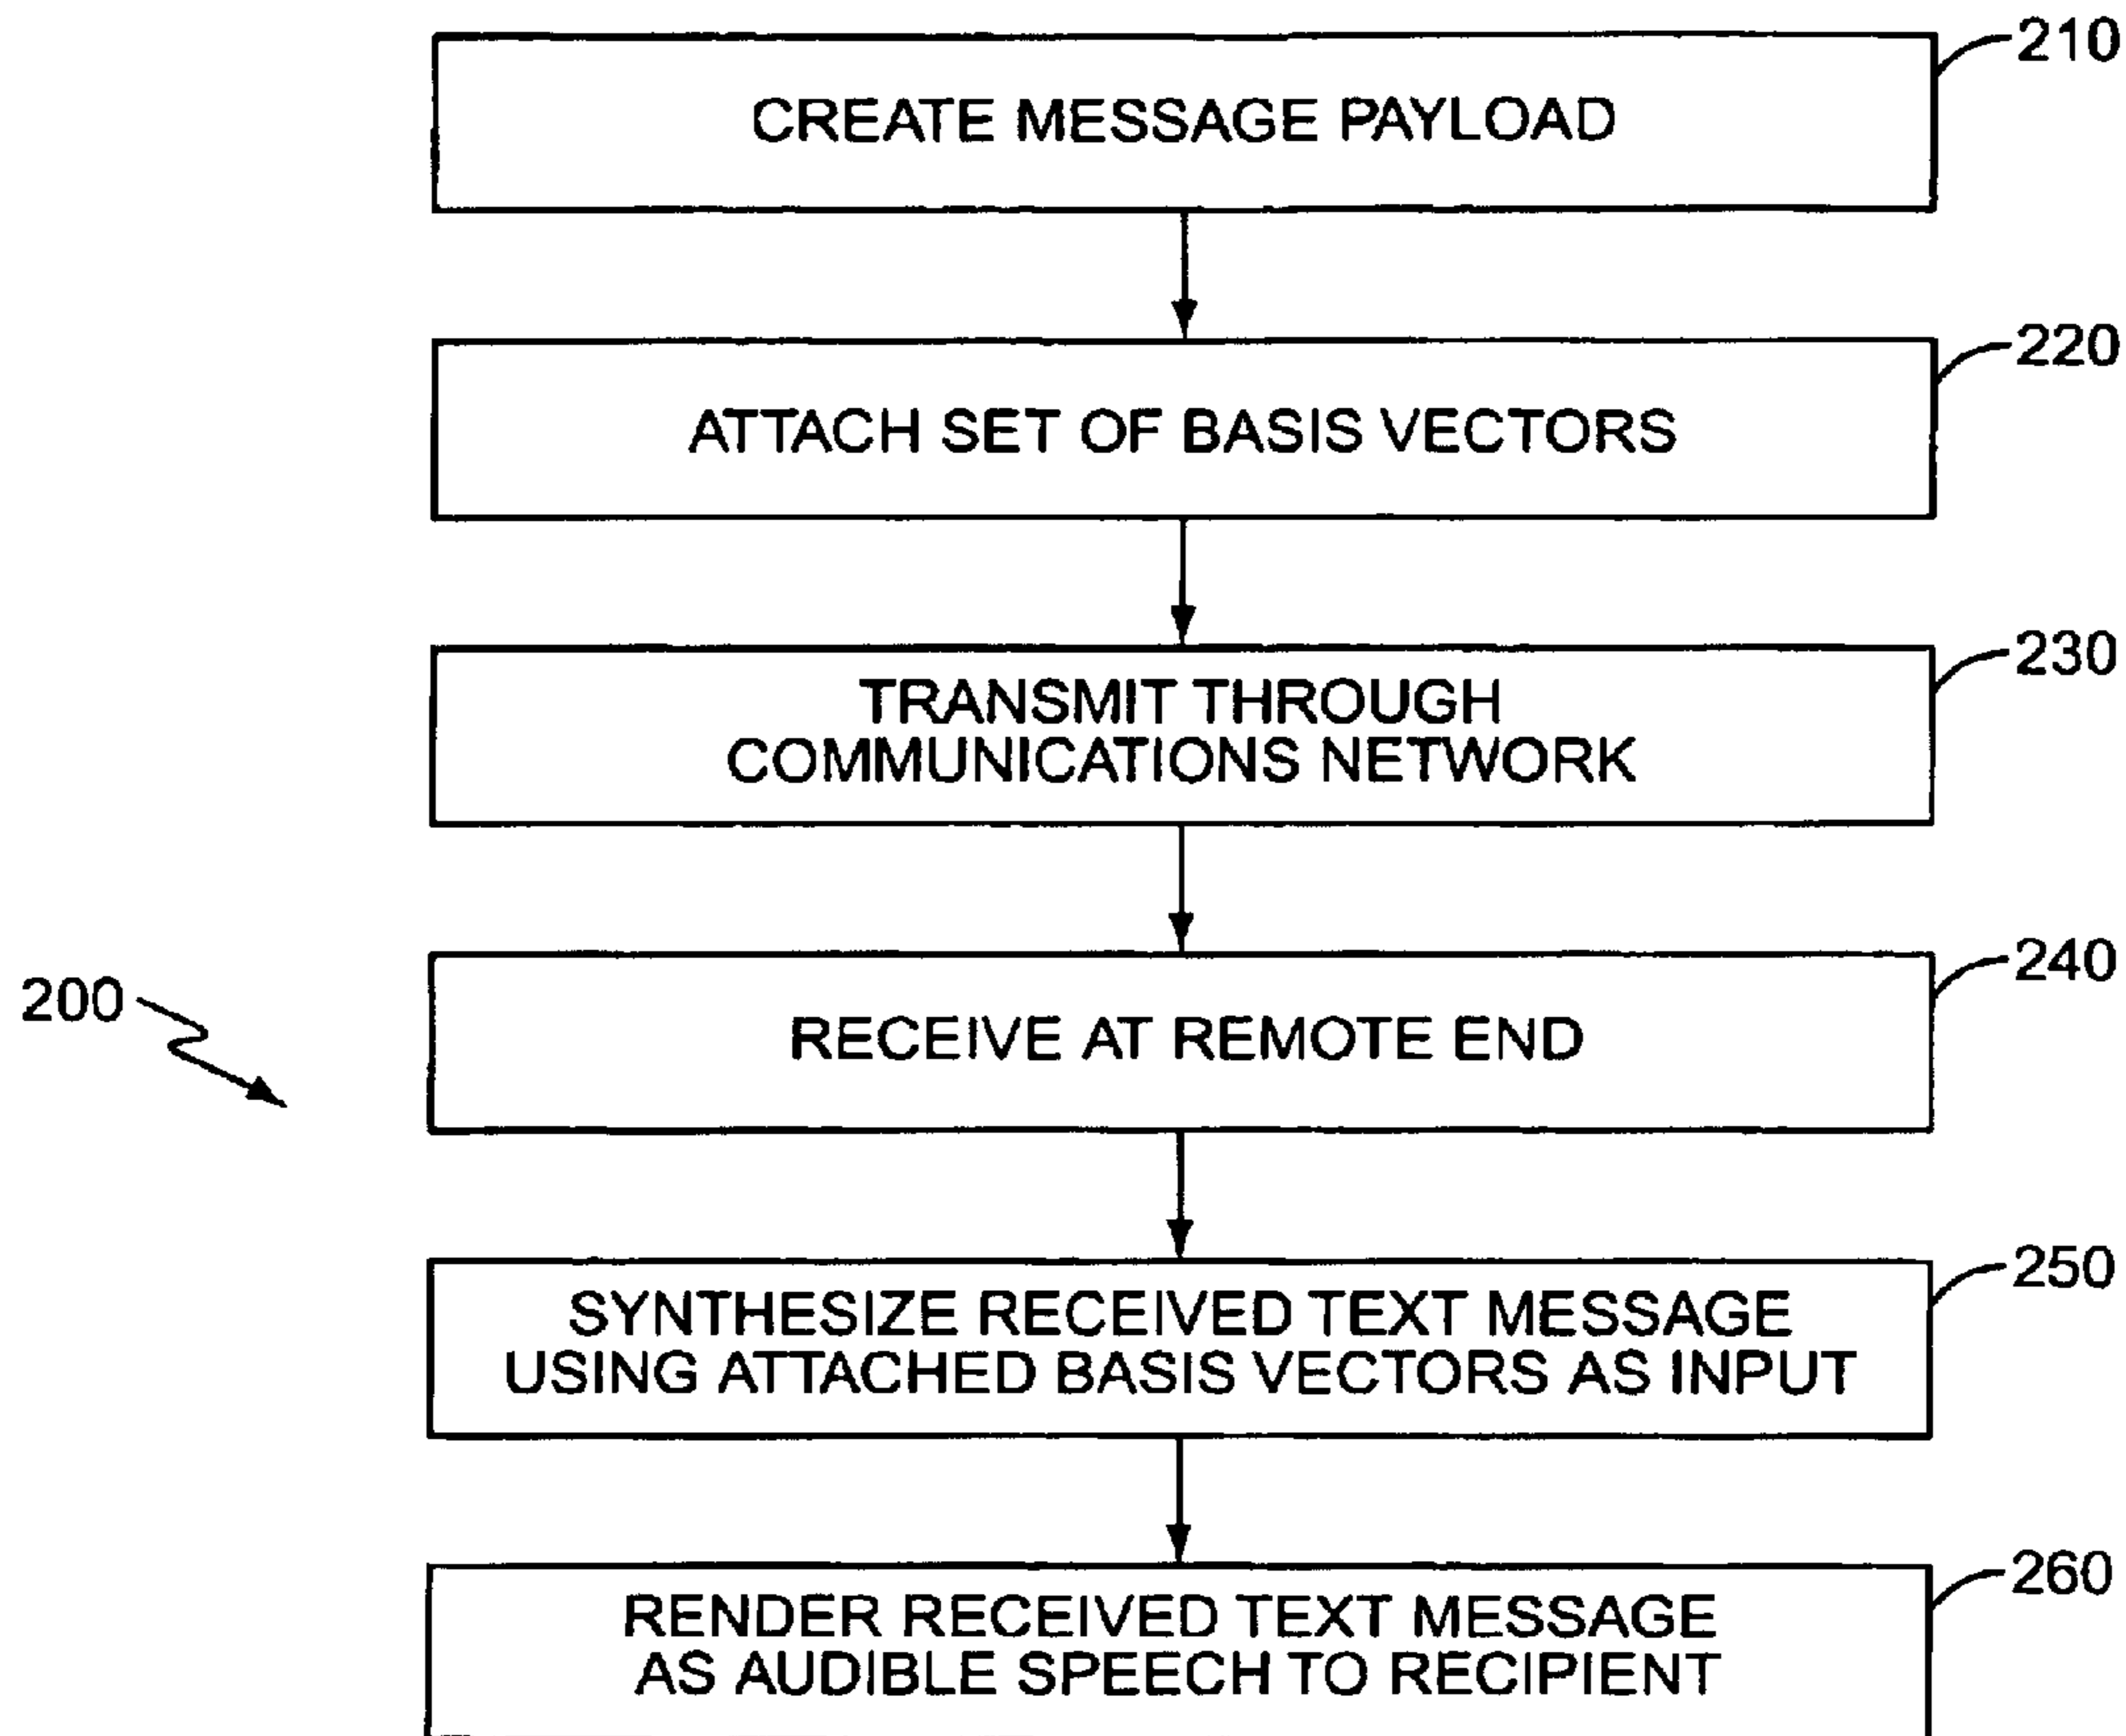 210
CREATE MESSAGE PAYLOAD
220
ATTACH SET OF BASIS VECTORS
230
TRANSMIT THROUGH
COMMUNICATIONS NETWORK
240
RECEIVE AT REMOTE END
200
250
SYNTHESIZE RECEIVED TEXT MESSAGE
USING ATTACHED BASIS VECTORS AS INPUT
260
RENDER RECEIVED TEXT MESSAGE
AS AUDIBLE SPEECH TO RECIPIENT